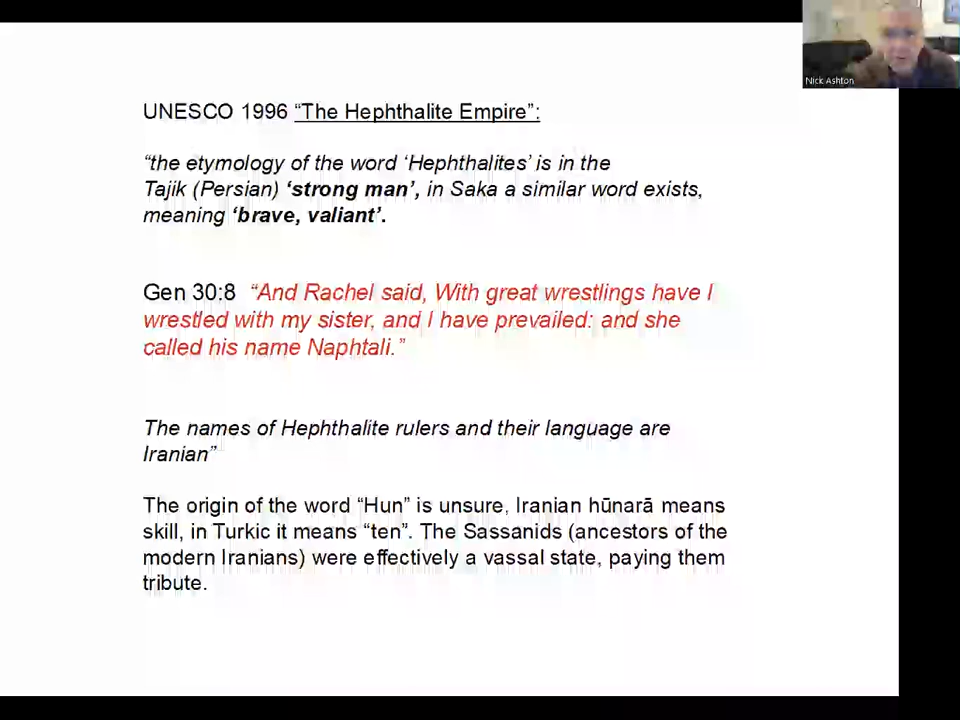 Nick Ashton
UNESCO 1996 “The Hephthalite Empire”:
“the etymology of the word ‘Hephthalites’ is in the
Tajik (Persian) ‘strong man’, in Saka a similar word exists,
meaning ‘brave, valiant’.
Gen 30:8 “And Rachel said, With great wrestlings have I
wrestled with my sister, and I have prevailed: and she
called his name Naphtali.”
The names of Hephthalite rulers and their language are
Iranian”
The origin of the word “Hun” is unsure, Iranian hūnarā means
skill, in Turkic it means “ten”. The Sassanids (ancestors of the
modern Iranians) were effectively a vassal state, paying them
tribute.